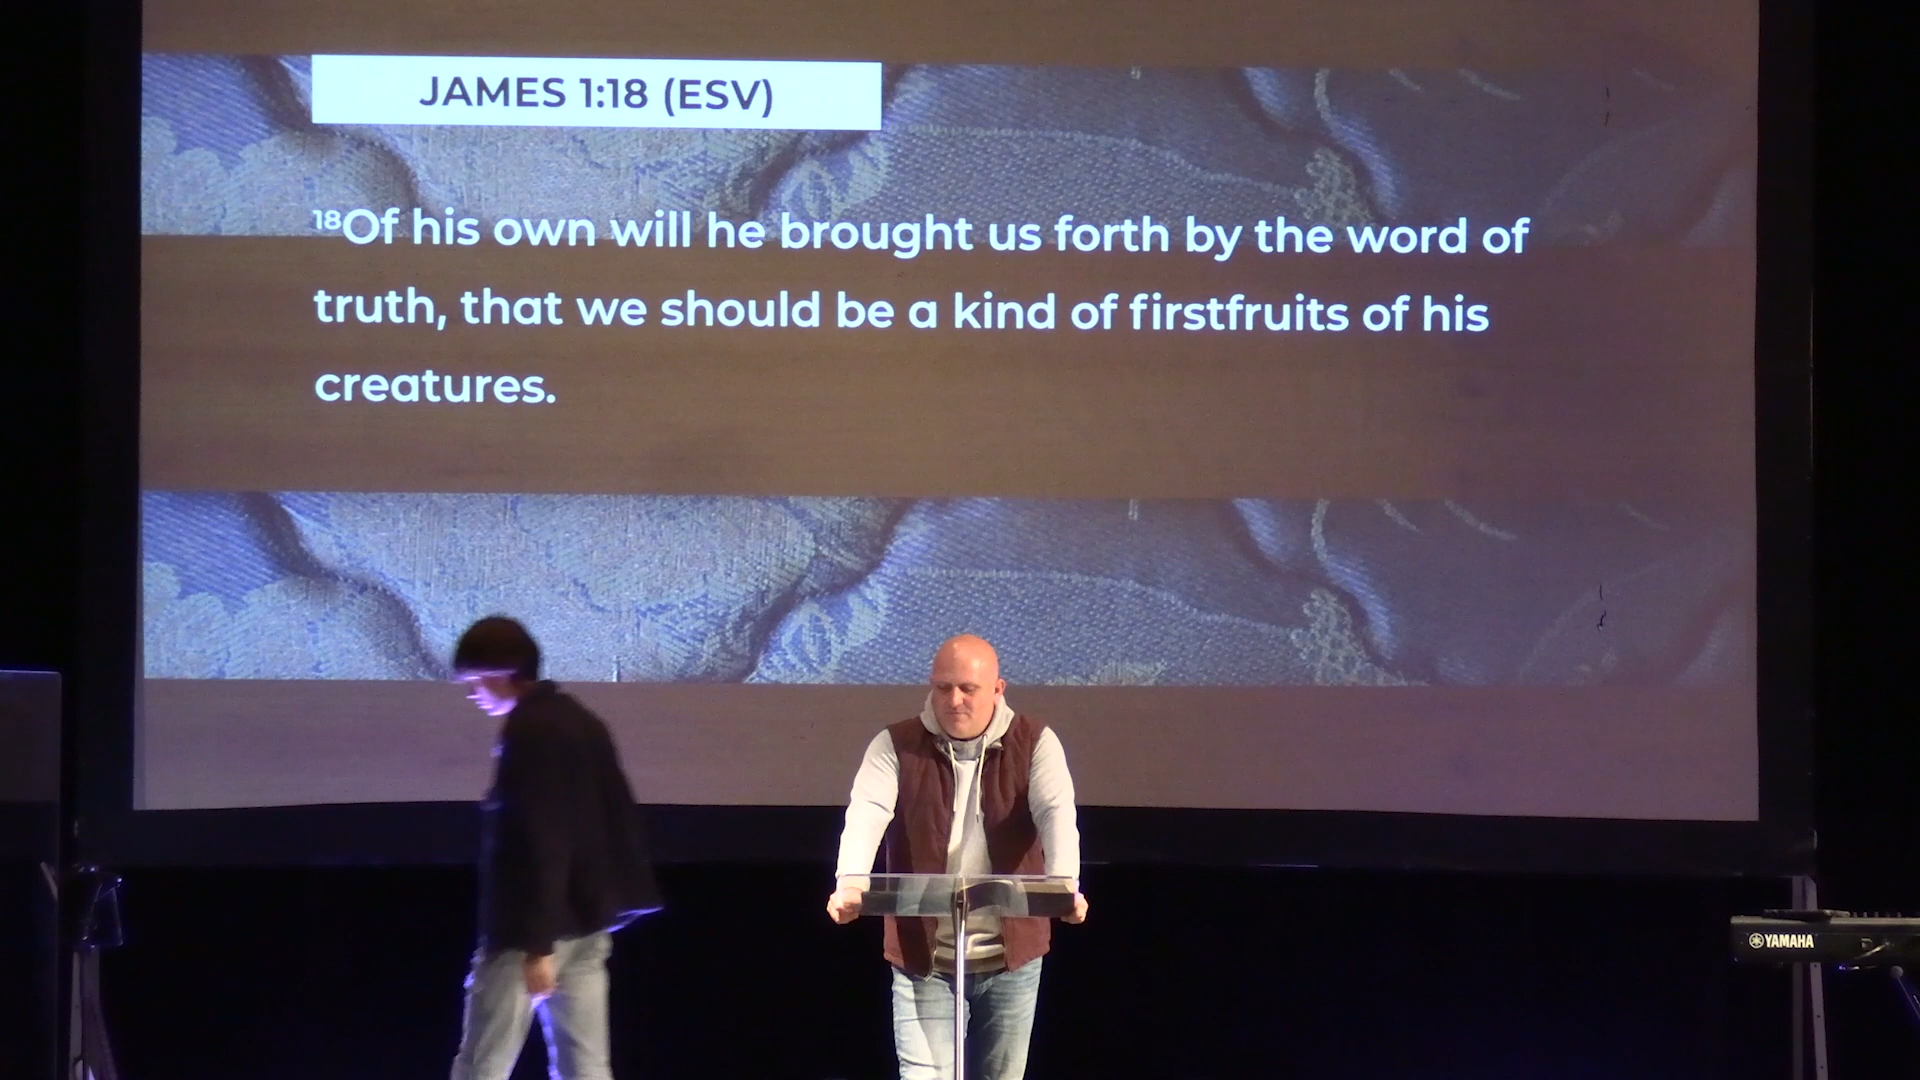 JAMES 1:18 (ESV)
18Of his own will he brought us forth by the word of
truth, that we should be a kind of firstfruits of his
creatures.
YAMAHA